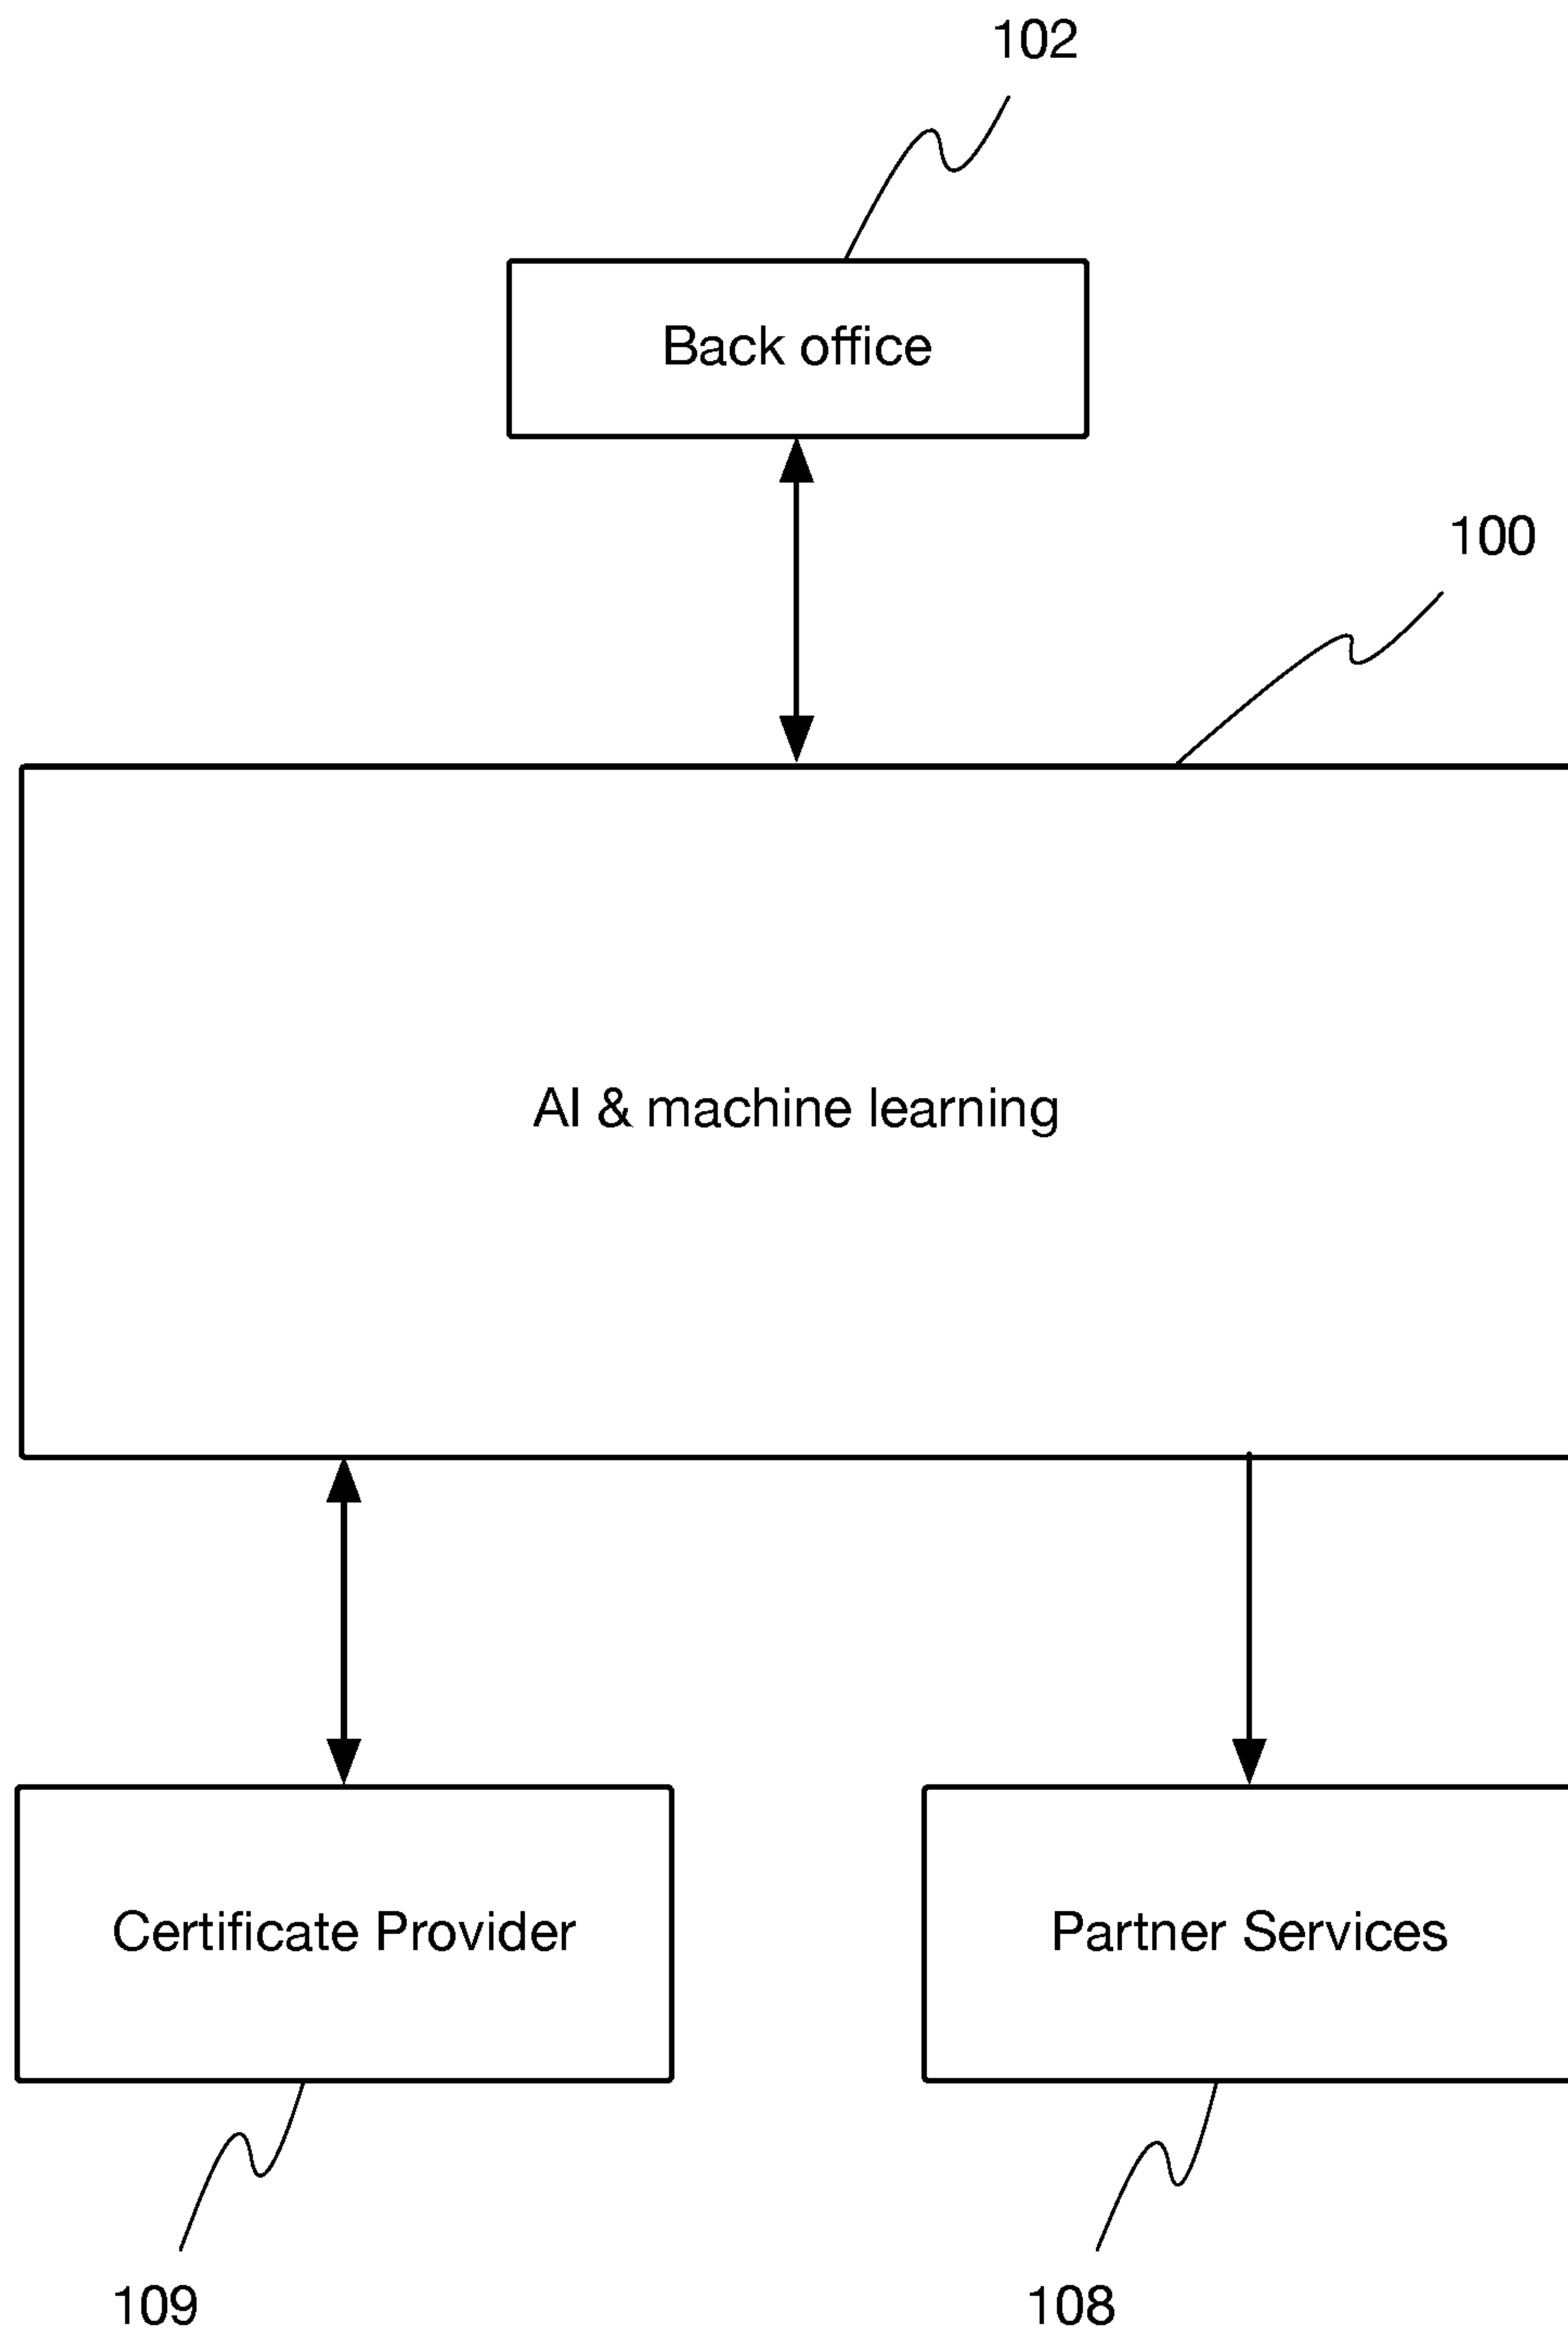 102
Back office
100
AI & machine learning
Certificate Provider
Partner Services
109
108